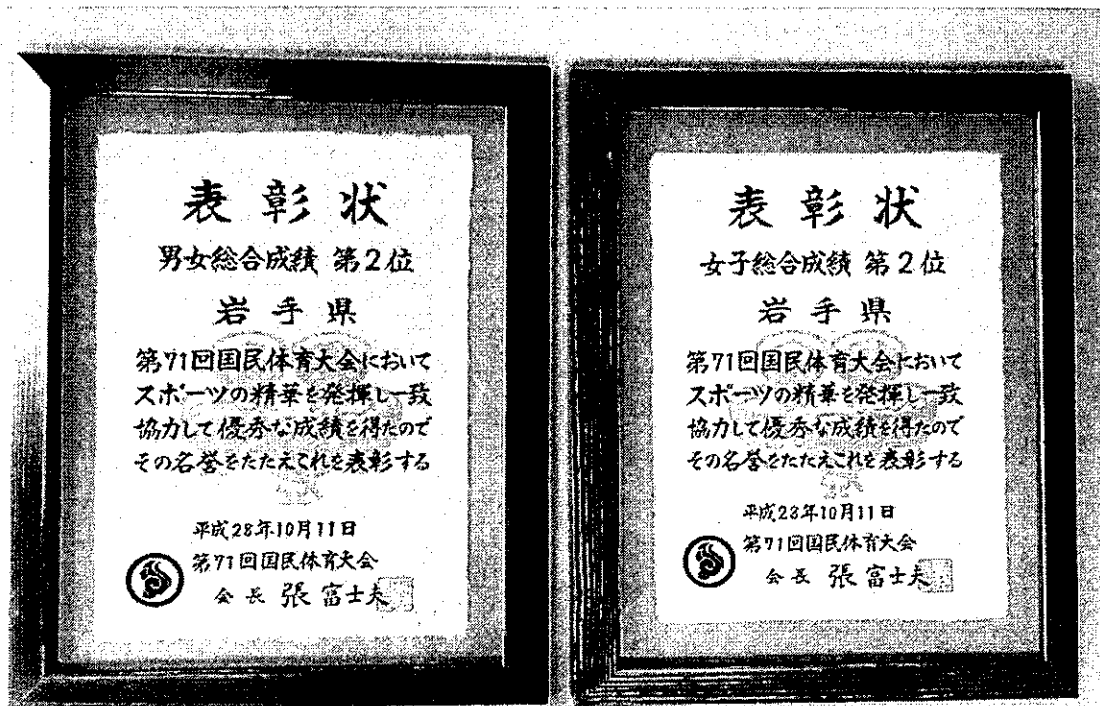 表彰状
男女総合成績 第2位
岩手県
第71回国民体育大会において
スポーツの精華を発揮し一致
協力して優秀な成績を得たので
その名誉をたたえこれを表彰する
平成28年10月11日
第71回国民体育大会
会長 張富士夫
表彰状
女子総合成績 第2位
岩手県
第71回国民体育大会において
スポーツの精華を発揮し一致
協力して優秀な成績を得たので
その名誉をたたえこれを表彰する
平成28年10月11日
第71回国民体育大会
会長 張富士夫